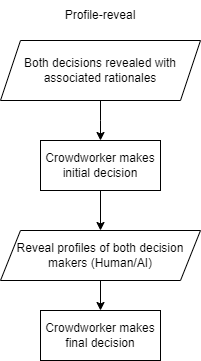 Profile-reveal
Both decisions revealed with
associated rationales
Crowdworker makes
initial decision
Reveal profiles of both decision
makers (Human/AI)
Crowdworker makes
final decision